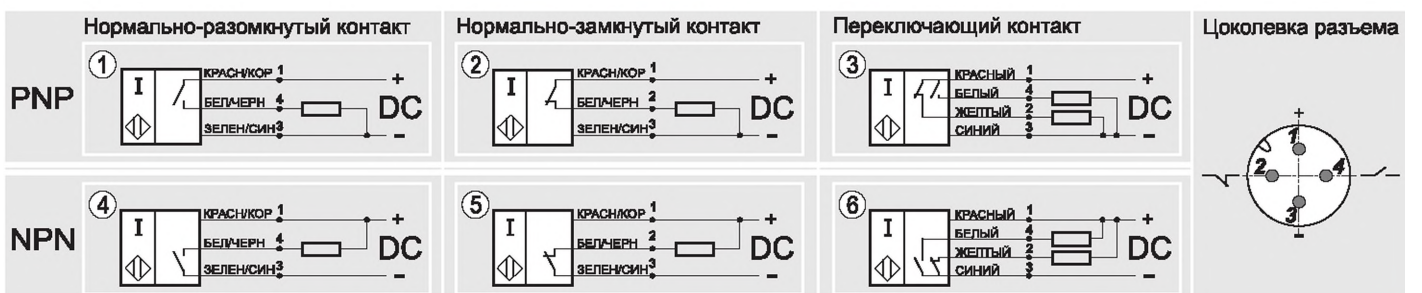 Нормально-разомкнутый контакт
Нормально-замкнутый контакт
Переключающий контакт
Цоколевка разъема
PNP
1
I
КРАСН/КОР 1
БЕЛ/ЧЕРН 4
ЗЕЛЕН/СИН 3
+
DC
-
2
I
КРАСН/КОР 1
БЕЛ/ЧЕРН 2
ЗЕЛЕН/СИН 3
+
DC
-
3
I
КРАСНЫЙ 1
БЕЛЫЙ 4
ЖЕЛТЫЙ 2
СИНИЙ 3
+
DC
-
NPN
4
I
КРАСН/КОР 1
БЕЛ/ЧЕРН 4
ЗЕЛЕН/СИН 3
+
DC
-
5
I
КРАСН/КОР 1
БЕЛ/ЧЕРН 2
ЗЕЛЕН/СИН 3
+
DC
-
6
I
КРАСНЫЙ 1
БЕЛЫЙ 4
ЖЕЛТЫЙ 2
СИНИЙ 3
+
DC
-
+
1
2
4
3
-